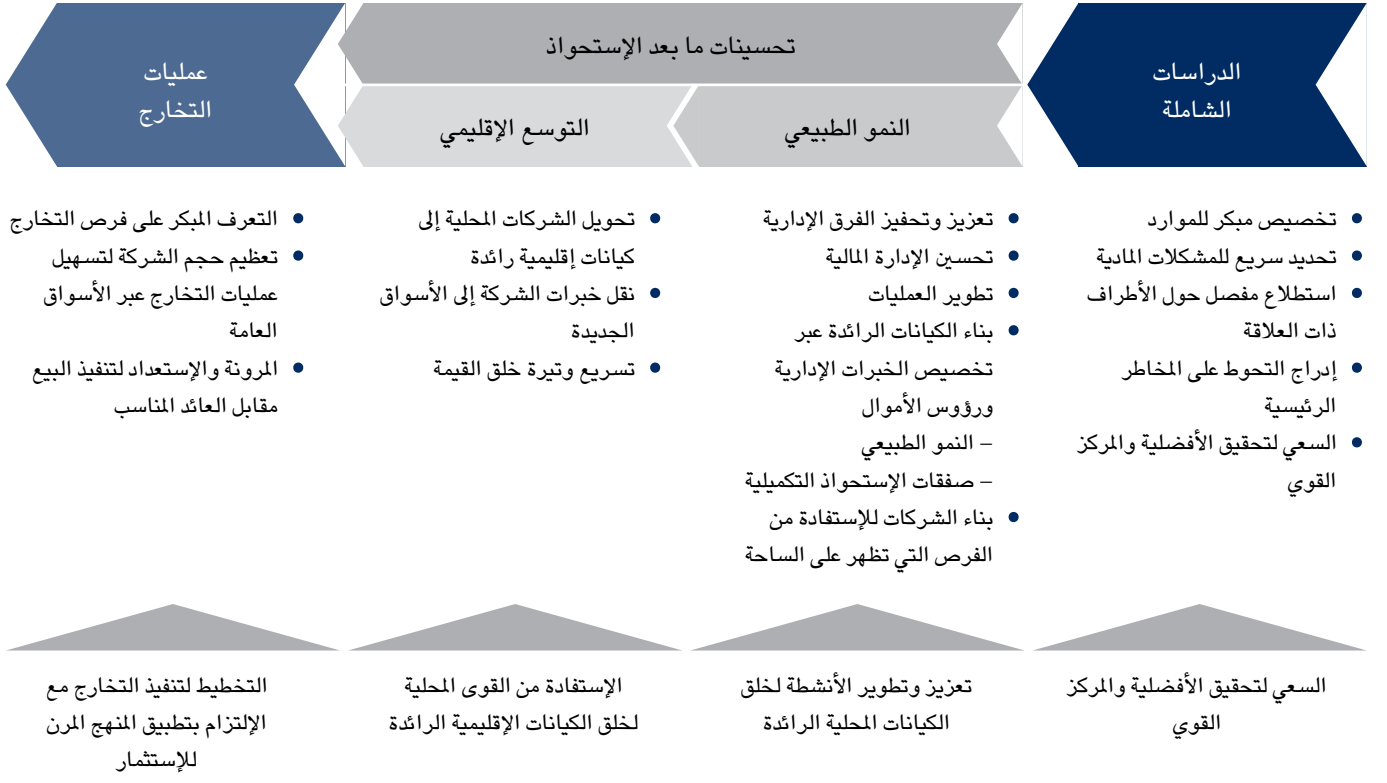 الدراسات
الشاملة
تحسينات ما بعد الإستحواذ
النمو الطبيعي
التوسع الإقليمي
عمليات
التخارج
• تخصيص مبكر للموارد
• تحديد سريع للمشكلات المادية
• استطلاع مفصل حول الأطراف
ذات العلاقة
• إدراج التحوط على المخاطر
الرئيسية
• السعي لتحقيق الأفضلية والمركز
القوي
• تعزيز وتحفيز الفرق الإدارية
• تحسين الإدارة المالية
• تطوير العمليات
• بناء الكيانات الرائدة عبر
تخصيص الخبرات الإدارية
ورؤوس الأموال
– النمو الطبيعي
– صفقات الإستحواذ التكميلية
• بناء الشركات للإستفادة من
الفرص التي تظهر على الساحة
• تحويل الشركات المحلية إلى
كيانات إقليمية رائدة
• نقل خبرات الشركة إلى الأسواق
الجديدة
• تسريع وتيرة خلق القيمة
• التعرف المبكر على فرص التخارج
• تعظيم حجم الشركة لتسهيل
عمليات التخارج عبر الأسواق
العامة
• المرونة والإستعداد لتنفيذ البيع
مقابل العائد المناسب
السعي لتحقيق الأفضلية والمركز
القوي
تعزيز وتطوير الأنشطة لخلق
الكيانات المحلية الرائدة
الإستفادة من القوى المحلية
لخلق الكيانات الإقليمية الرائدة
التخطيط لتنفيذ التخارج مع
الإلتزام بتطبيق المنهج المرن
للإستثمار